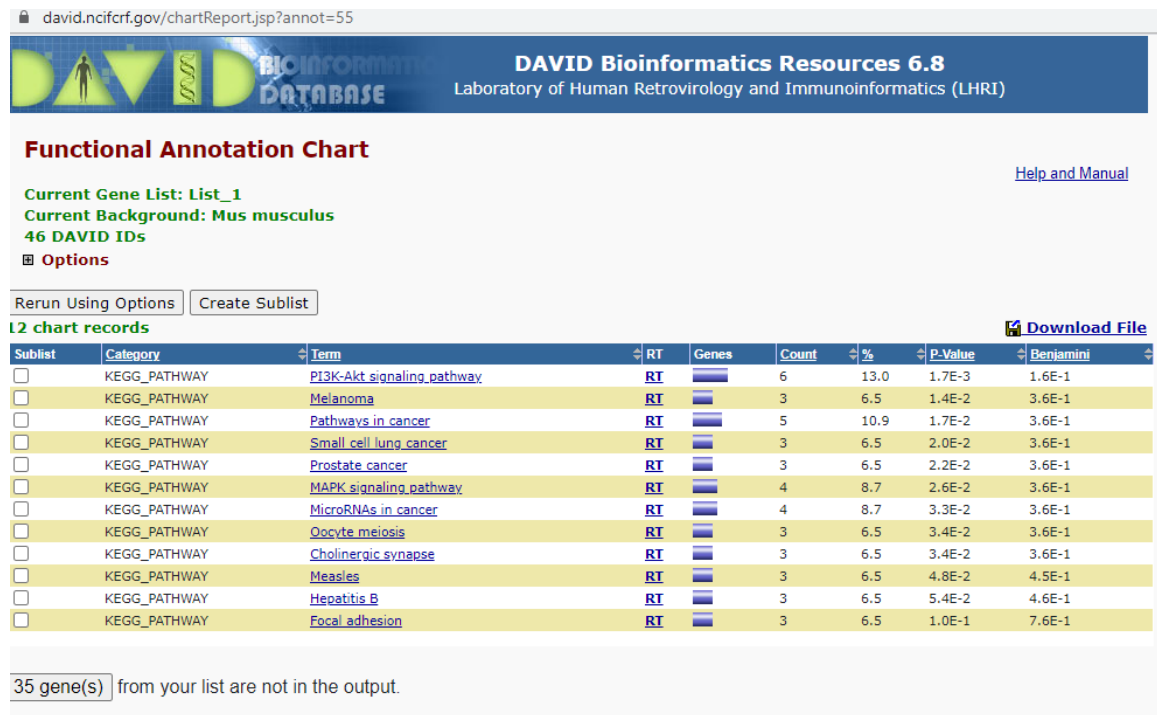 david.ncifcrf.gov/chartReport.jsp?annot=55
DAVID BIOINFORMATICS DATABASE
DAVID Bioinformatics Resources 6.8
Laboratory of Human Retrovirology and Immunoinformatics (LHRI)
Functional Annotation Chart
Help and Manual
Current Gene List: List_1
Current Background: Mus musculus
46 DAVID IDs
Options
Rerun Using Options Create Sublist
12 chart records Download File
Sublist Category Term RT Genes Count % P-Value Benjamini
KEGG_PATHWAY PI3K-Akt signaling pathway RT 6 13.0 1.7E-3 1.6E-1
KEGG_PATHWAY Melanoma RT 3 6.5 1.4E-2 3.6E-1
KEGG_PATHWAY Pathways in cancer RT 5 10.9 1.7E-2 3.6E-1
KEGG_PATHWAY Small cell lung cancer RT 3 6.5 2.0E-2 3.6E-1
KEGG_PATHWAY Prostate cancer RT 3 6.5 2.2E-2 3.6E-1
KEGG_PATHWAY MAPK signaling pathway RT 4 8.7 2.6E-2 3.6E-1
KEGG_PATHWAY MicroRNAs in cancer RT 4 8.7 3.3E-2 3.6E-1
KEGG_PATHWAY Oocyte meiosis RT 3 6.5 3.4E-2 3.6E-1
KEGG_PATHWAY Cholinergic synapse RT 3 6.5 3.4E-2 3.6E-1
KEGG_PATHWAY Measles RT 3 6.5 4.8E-2 4.5E-1
KEGG_PATHWAY Hepatitis B RT 3 6.5 5.4E-2 4.6E-1
KEGG_PATHWAY Focal adhesion RT 3 6.5 1.0E-1 7.6E-1
35 gene(s) from your list are not in the output.